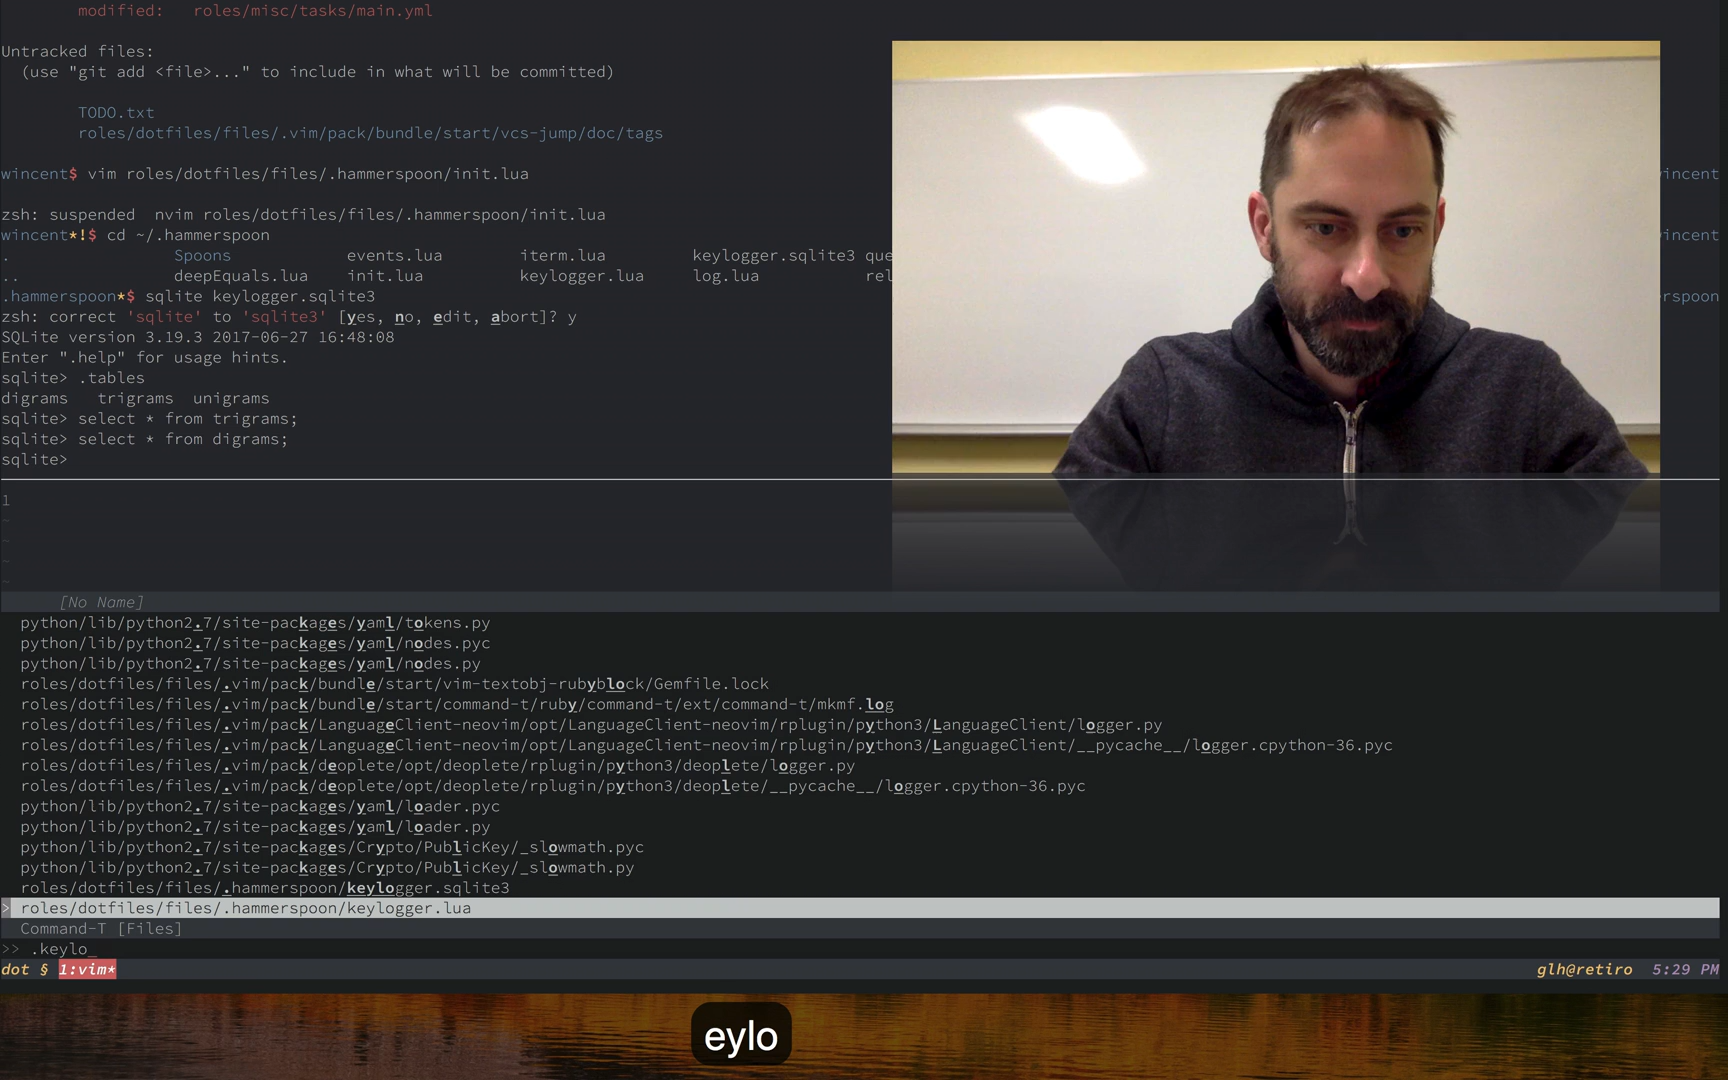 modified:   roles/misc/tasks/main.yml
Untracked files:
(use "git add <file>..." to include in what will be committed)
TODO.txt
roles/dotfiles/files/.vim/pack/bundle/start/vcs-jump/doc/tags
wincent$ vim roles/dotfiles/files/.hammerspoon/init.lua
incent
zsh: suspended  nvim roles/dotfiles/files/.hammerspoon/init.lua
wincent*!$ cd ~/.hammerspoon
incent
.   Spoons   events.lua   iterm.lua   keylogger.sqlite3 que
..   deepEquals.lua   init.lua   keylogger.lua   log.lua   rel
.hammerspoon*$ sqlite keylogger.sqlite3
rspoon
zsh: correct 'sqlite' to 'sqlite3' [yes, no, edit, abort]? y
SQLite version 3.19.3 2017-06-27 16:48:08
Enter ".help" for usage hints.
sqlite> .tables
digrams   trigrams  unigrams
sqlite> select * from trigrams;
sqlite> select * from digrams;
sqlite>
1
~
~
~
~
[No Name]
python/lib/python2.7/site-packages/yaml/tokens.py
python/lib/python2.7/site-packages/yaml/nodes.pyc
python/lib/python2.7/site-packages/yaml/nodes.py
roles/dotfiles/files/.vim/pack/bundle/start/vim-textobj-rubyblock/Gemfile.lock
roles/dotfiles/files/.vim/pack/bundle/start/command-t/ruby/command-t/ext/command-t/mkmf.log
roles/dotfiles/files/.vim/pack/LanguageClient-neovim/opt/LanguageClient-neovim/rplugin/python3/LanguageClient/logger.py
roles/dotfiles/files/.vim/pack/LanguageClient-neovim/opt/LanguageClient-neovim/rplugin/python3/LanguageClient/__pycache__/logger.cpython-36.pyc
roles/dotfiles/files/.vim/pack/deoplete/opt/deoplete/rplugin/python3/deoplete/logger.py
roles/dotfiles/files/.vim/pack/deoplete/opt/deoplete/rplugin/python3/deoplete/__pycache__/logger.cpython-36.pyc
python/lib/python2.7/site-packages/yaml/loader.pyc
python/lib/python2.7/site-packages/yaml/loader.py
python/lib/python2.7/site-packages/Crypto/PublicKey/_slowmath.pyc
python/lib/python2.7/site-packages/Crypto/PublicKey/_slowmath.py
roles/dotfiles/files/.hammerspoon/keylogger.sqlite3
> roles/dotfiles/files/.hammerspoon/keylogger.lua
Command-T [Files]
>> .keylo_
dot § 1:vim*   glh@retiro  5:29 PM
eylo